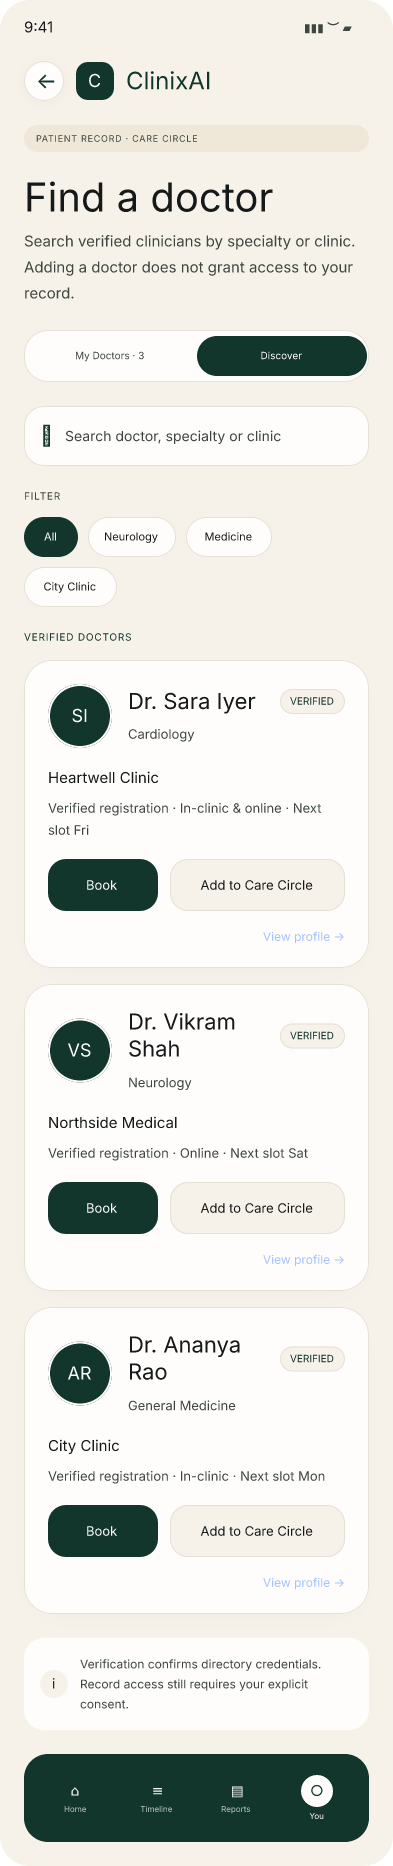 9:41
C ClinixAI
PATIENT RECORD · CARE CIRCLE
Find a doctor
Search verified clinicians by specialty or clinic.
Adding a doctor does not grant access to your
record.
My Doctors · 3 Discover
Search doctor, specialty or clinic
FILTER
All Neurology Medicine
City Clinic
VERIFIED DOCTORS
SI Dr. Sara Iyer VERIFIED
Cardiology
Heartwell Clinic
Verified registration · In-clinic & online · Next
slot Fri
Book Add to Care Circle
View profile →
VS Dr. Vikram
Shah VERIFIED
Neurology
Northside Medical
Verified registration · Online · Next slot Sat
Book Add to Care Circle
View profile →
AR Dr. Ananya
Rao VERIFIED
General Medicine
City Clinic
Verified registration · In-clinic · Next slot Mon
Book Add to Care Circle
View profile →
i Verification confirms directory credentials.
Record access still requires your explicit
consent.
Home Timeline Reports You